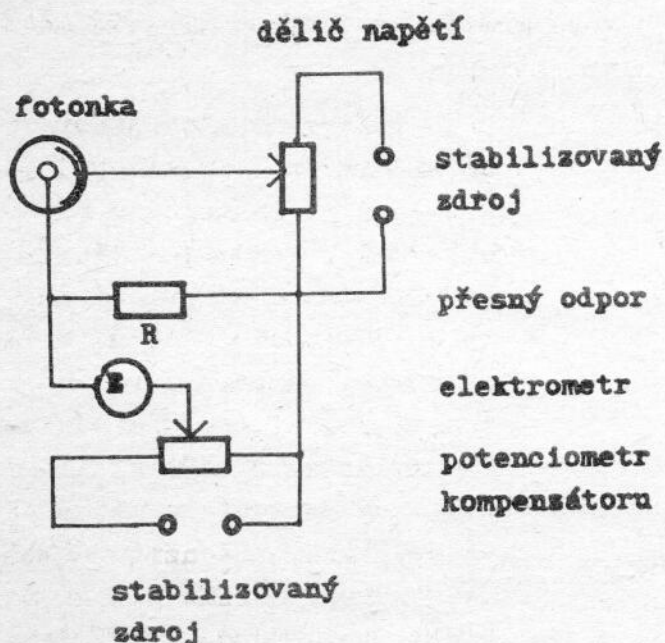 dělič napětí
fotonka
stabilizovaný
zdroj
přesný odpor
R
E
elektrometr
potenciometr
kompenzátoru
stabilizovaný
zdroj